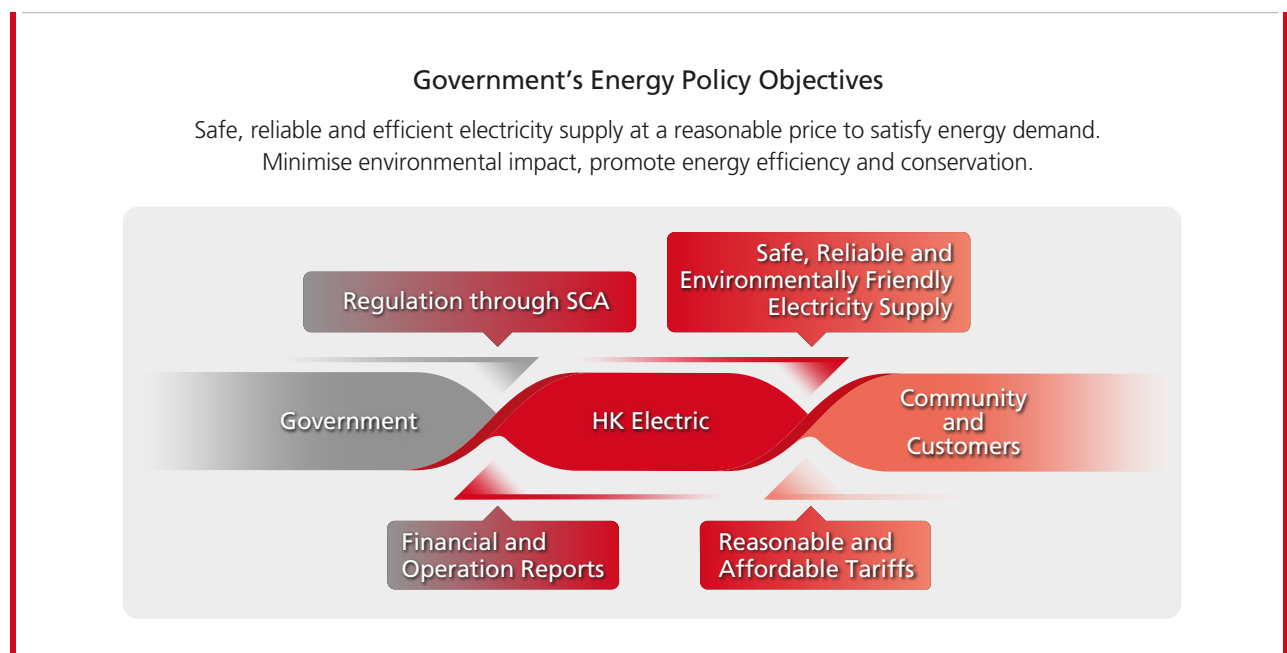 Government’s Energy Policy Objectives
Safe, reliable and efficient electricity supply at a reasonable price to satisfy energy demand.
Minimise environmental impact, promote energy efficiency and conservation.
Regulation through SCA
Safe, Reliable and
Environmentally Friendly
Electricity Supply
Government
HK Electric
Community
and
Customers
Financial and
Operation Reports
Reasonable and
Affordable Tariffs